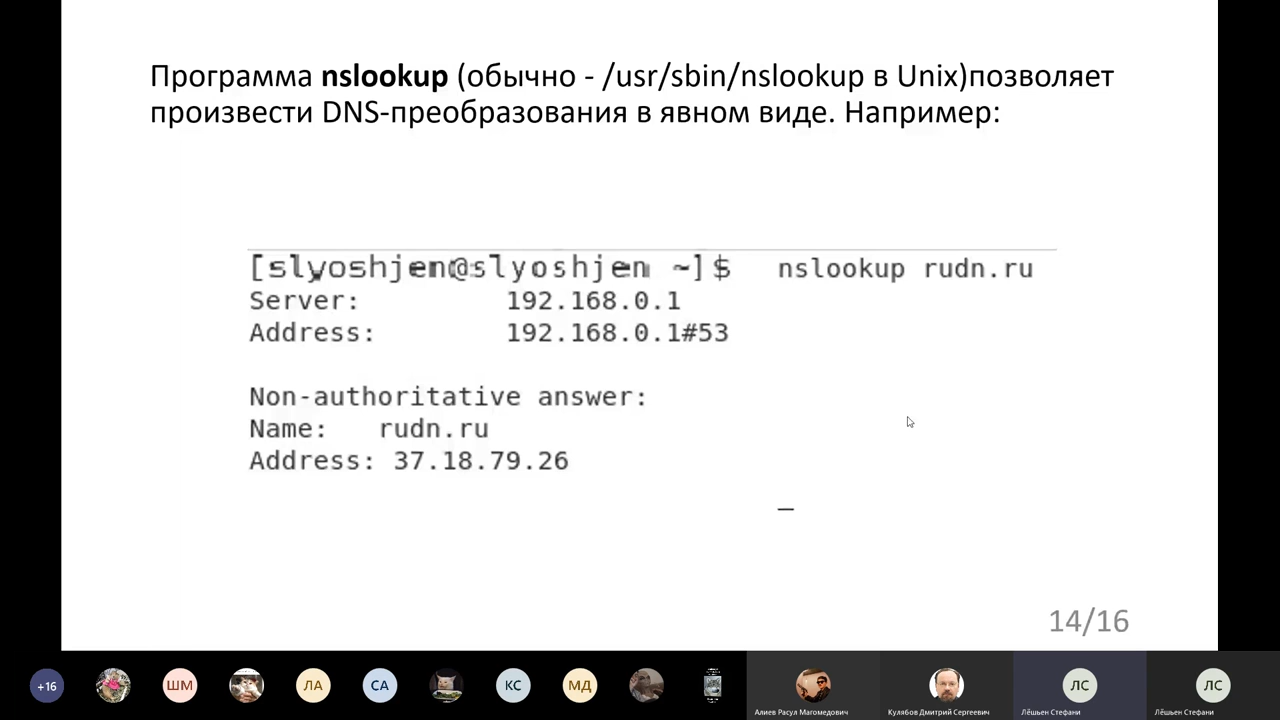 Программа nslookup (обычно - /usr/sbin/nslookup в Unix)позволяет
произвести DNS-преобразования в явном виде. Например:
[slyoshjen@slyoshjen ~]$ nslookup rudn.ru
Server: 192.168.0.1
Address: 192.168.0.1#53
Non-authoritative answer:
Name: rudn.ru
Address: 37.18.79.26
14/16
+16 ШМ ЛА СА КС МД ЛС ЛС
Алиев Расул Магомедович Кулябов Дмитрий Сергеевич Лёшьен Стефани Лёшьен Стефани